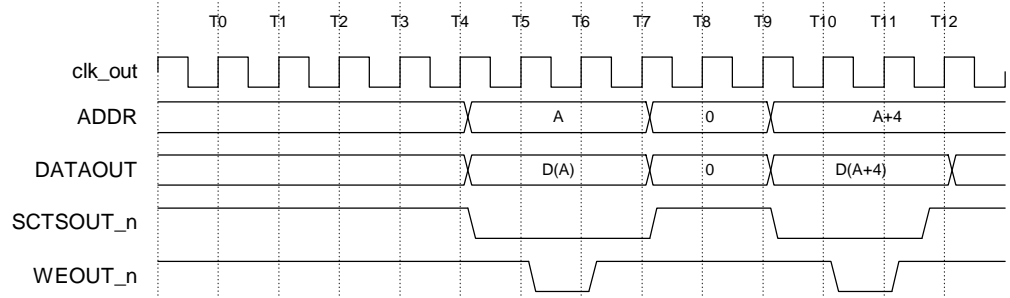 T0 T1 T2 T3 T4 T5 T6 T7 T8 T9 T10 T11 T12
clk_out
ADDR A 0 A+4
DATAOUT D(A) 0 D(A+4)
SCTSOUT_n
WEOUT_n